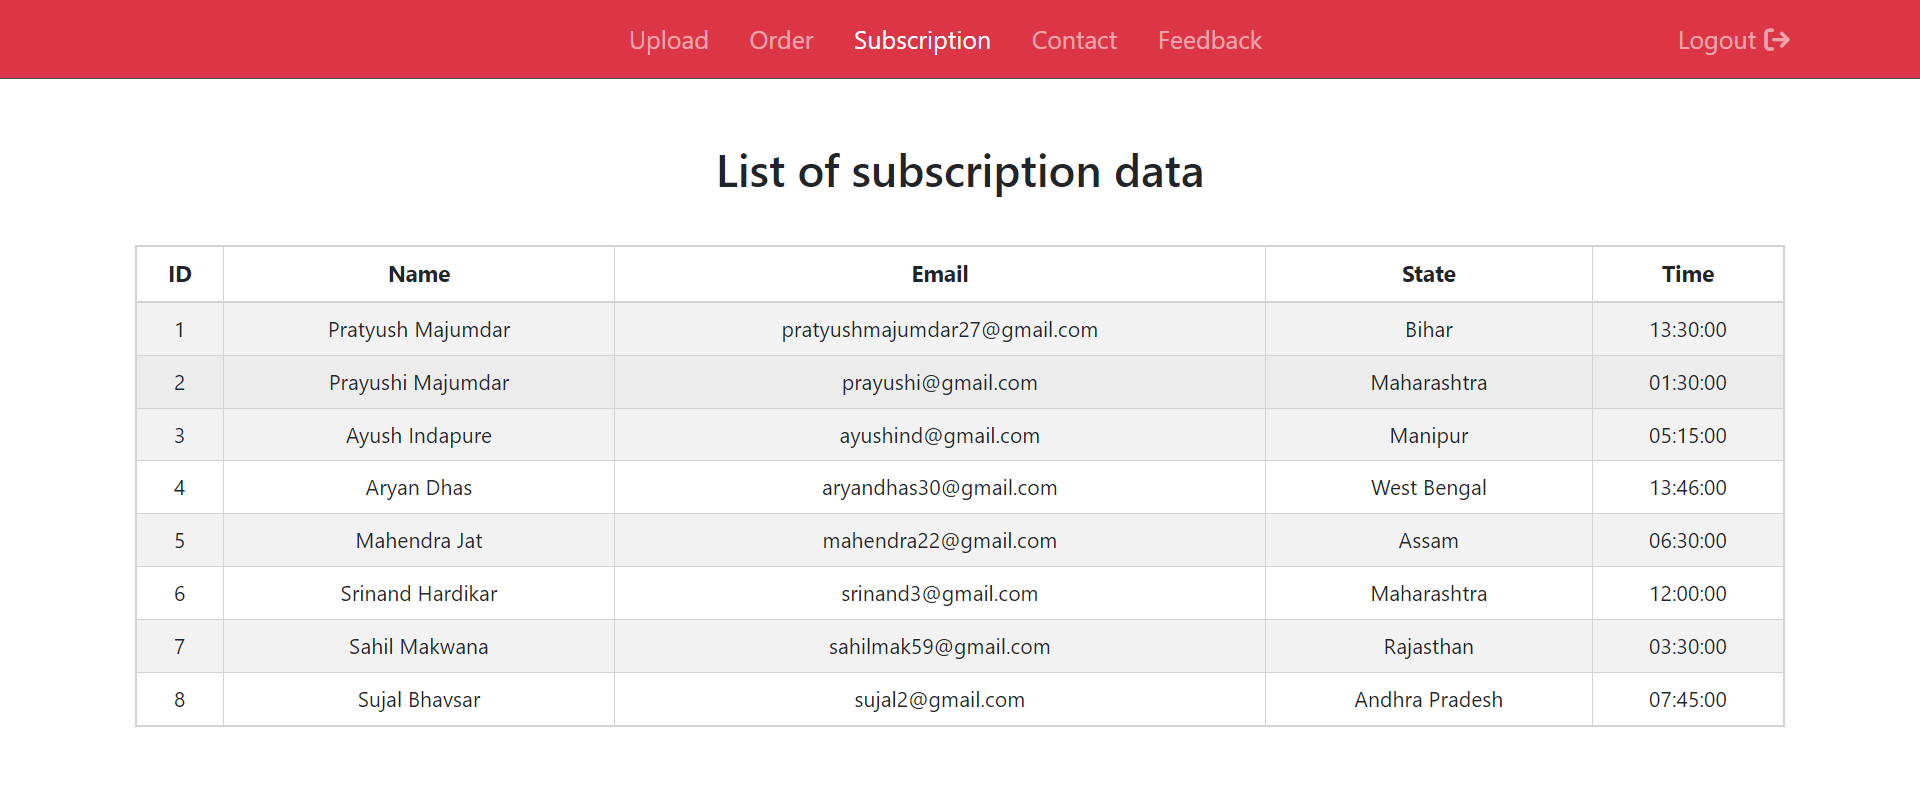 Upload Order Subscription Contact Feedback Logout
List of subscription data
ID Name Email State Time
1 Pratyush Majumdar pratyushmajumdar27@gmail.com Bihar 13:30:00
2 Prayushi Majumdar prayushi@gmail.com Maharashtra 01:30:00
3 Ayush Indapure ayushind@gmail.com Manipur 05:15:00
4 Aryan Dhas aryandhas30@gmail.com West Bengal 13:46:00
5 Mahendra Jat mahendra22@gmail.com Assam 06:30:00
6 Srinand Hardikar srinand3@gmail.com Maharashtra 12:00:00
7 Sahil Makwana sahilmak59@gmail.com Rajasthan 03:30:00
8 Sujal Bhavsar sujal2@gmail.com Andhra Pradesh 07:45:00